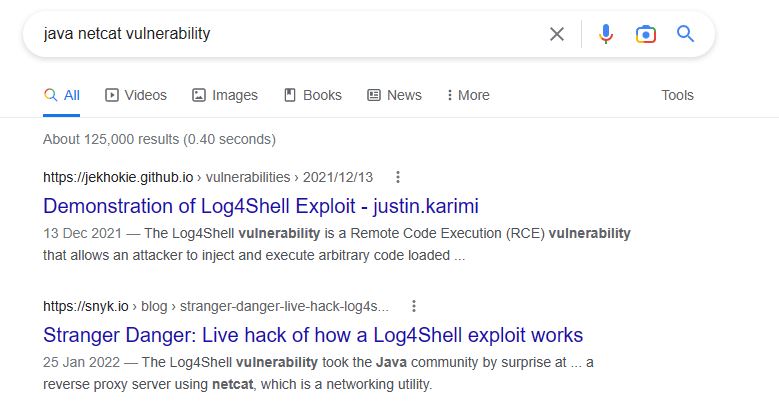 java netcat vulnerability
All Videos Images Books News More Tools
About 125,000 results (0.40 seconds)
https://jekhokie.github.io › vulnerabilities › 2021/12/13
Demonstration of Log4Shell Exploit - justin.karimi
13 Dec 2021 — The Log4Shell vulnerability is a Remote Code Execution (RCE) vulnerability
that allows an attacker to inject and execute arbitrary code loaded ...
https://snyk.io › blog › stranger-danger-live-hack-log4s...
Stranger Danger: Live hack of how a Log4Shell exploit works
25 Jan 2022 — The Log4Shell vulnerability took the Java community by surprise at ... a
reverse proxy server using netcat, which is a networking utility.